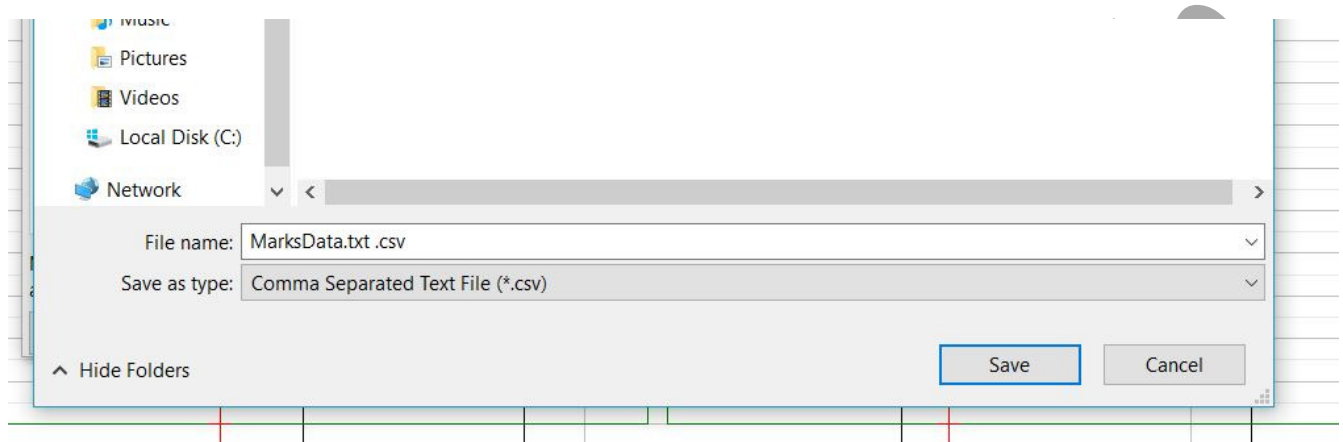 Music
Pictures
Videos
Local Disk (C:)
Network
File name: MarksData.txt .csv
Save as type: Comma Separated Text File (*.csv)
Hide Folders
Save Cancel